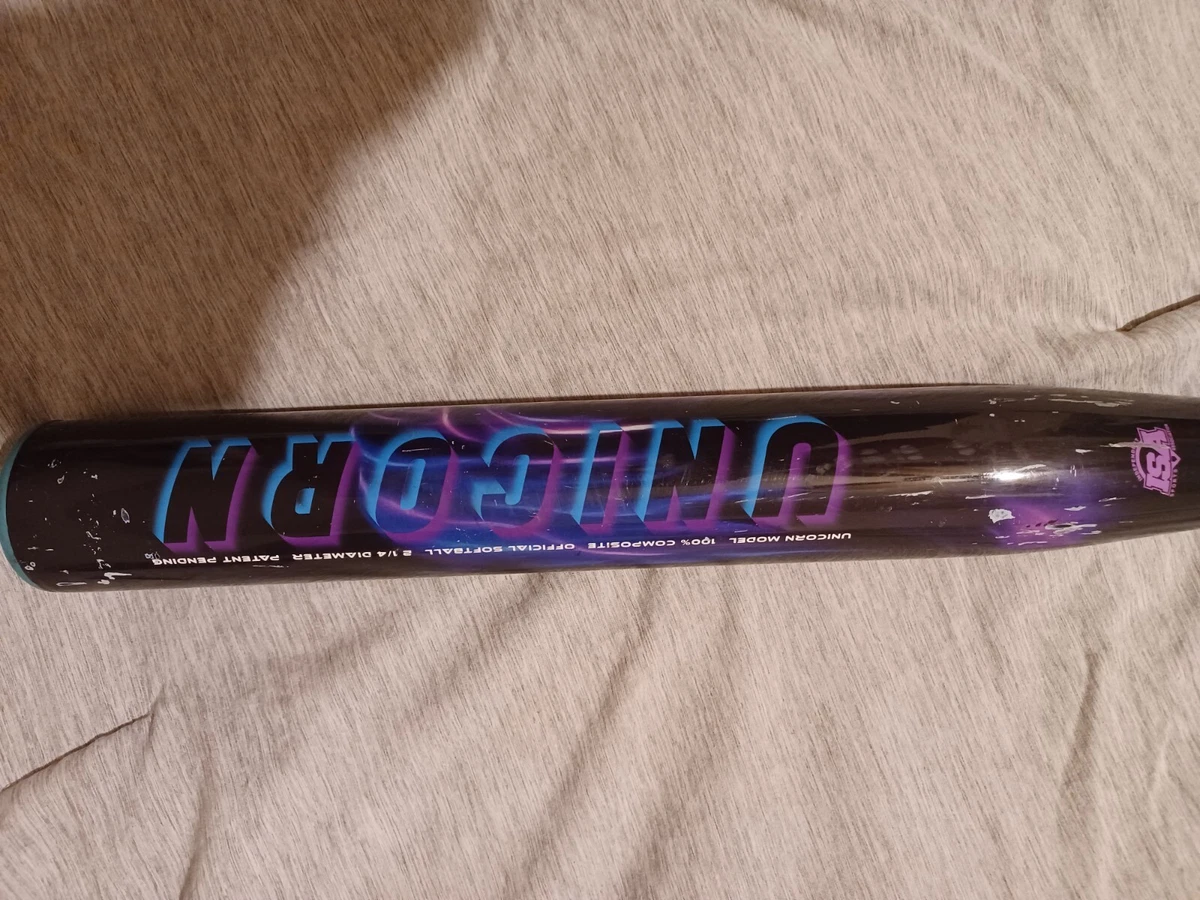 UNICORN
UNICORN MODEL 100% COMPOSITE OFFICIAL SOFTBALL 2 1/4 DIAMETER PATENT PENDING